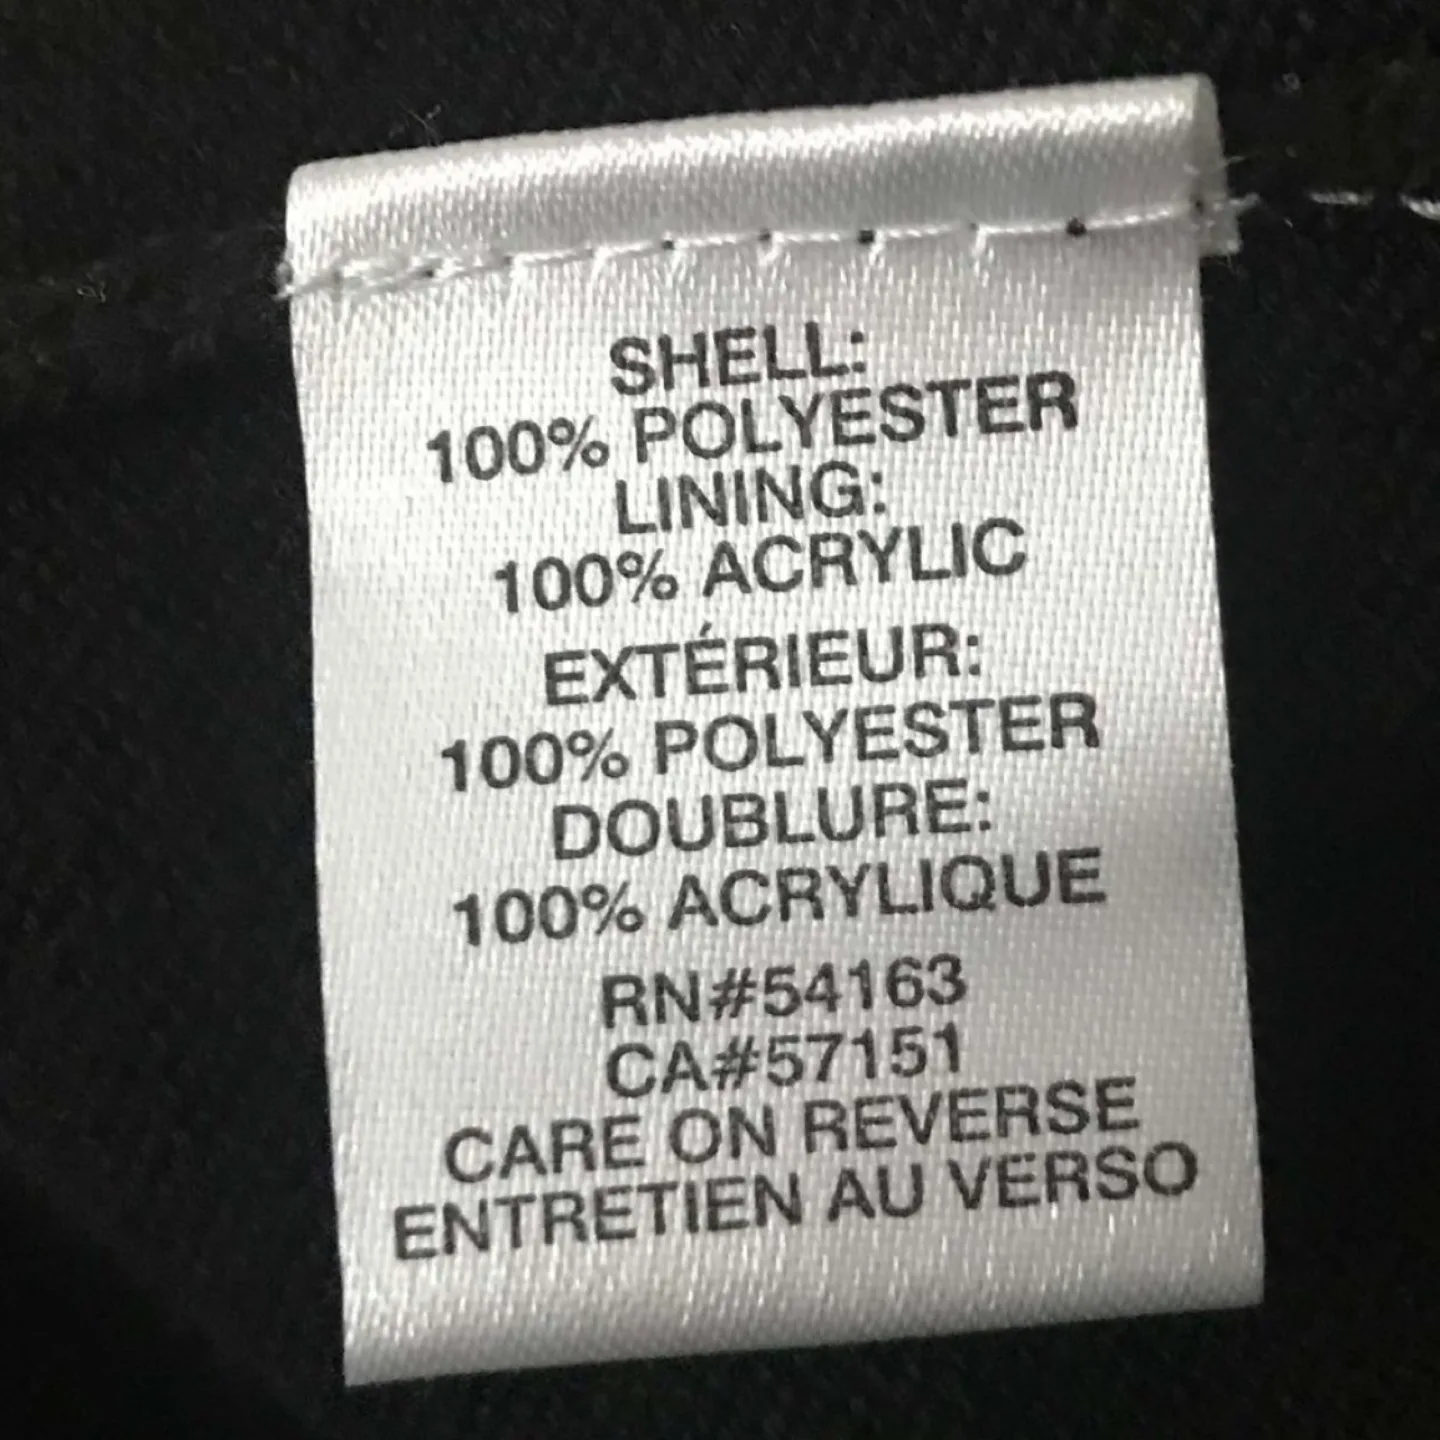 SHELL:
100% POLYESTER
LINING:
100% ACRYLIC
EXTÉRIEUR:
100% POLYESTER
DOUBLURE:
100% ACRYLIQUE
RN#54163
CA#57151
CARE ON REVERSE
ENTRETIEN AU VERSO